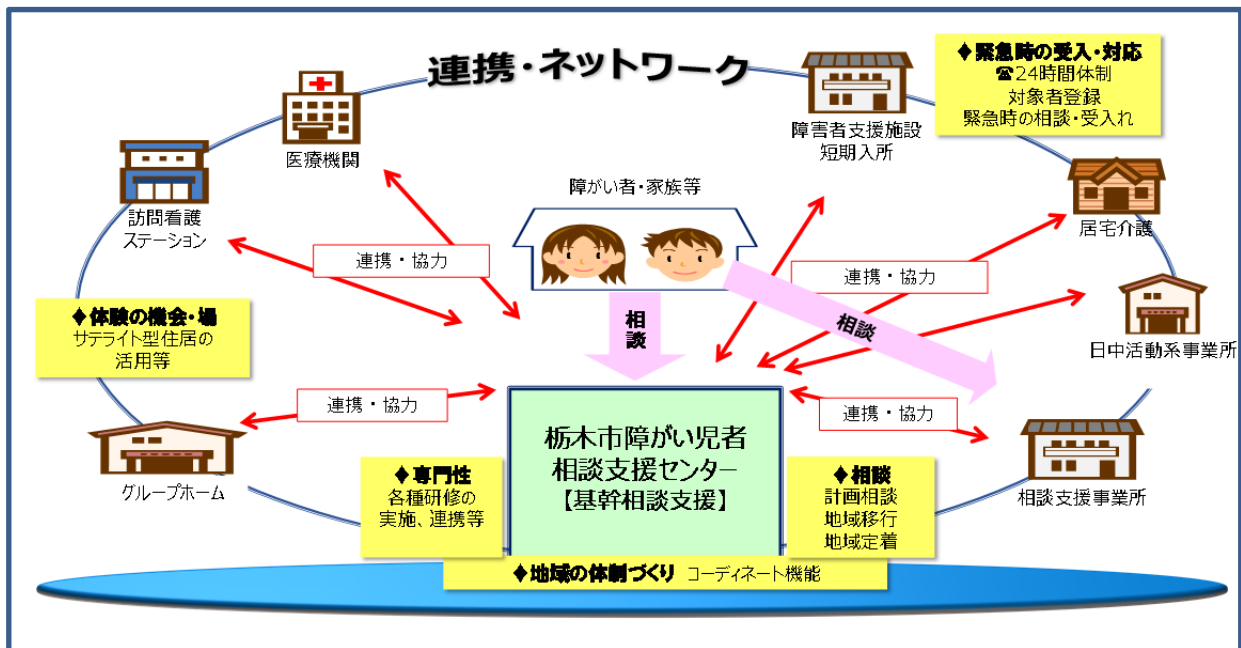 連携・ネットワーク
◆緊急時の受入・対応
☎24時間体制
対象者登録
緊急時の相談・受入れ
医療機関
障害者支援施設
短期入所
障がい者・家族等
訪問看護
ステーション
居宅介護
連携・協力
連携・協力
◆体験の機会・場
サテライト型住居の
活用等
相談
相談
日中活動系事業所
連携・協力
連携・協力
グループホーム
栃木市障がい児者
相談支援センター
【基幹相談支援】
◆専門性
各種研修の
実施、連携等
◆相談
計画相談
地域移行
地域定着
相談支援事業所
◆地域の体制づくり コーディネート機能